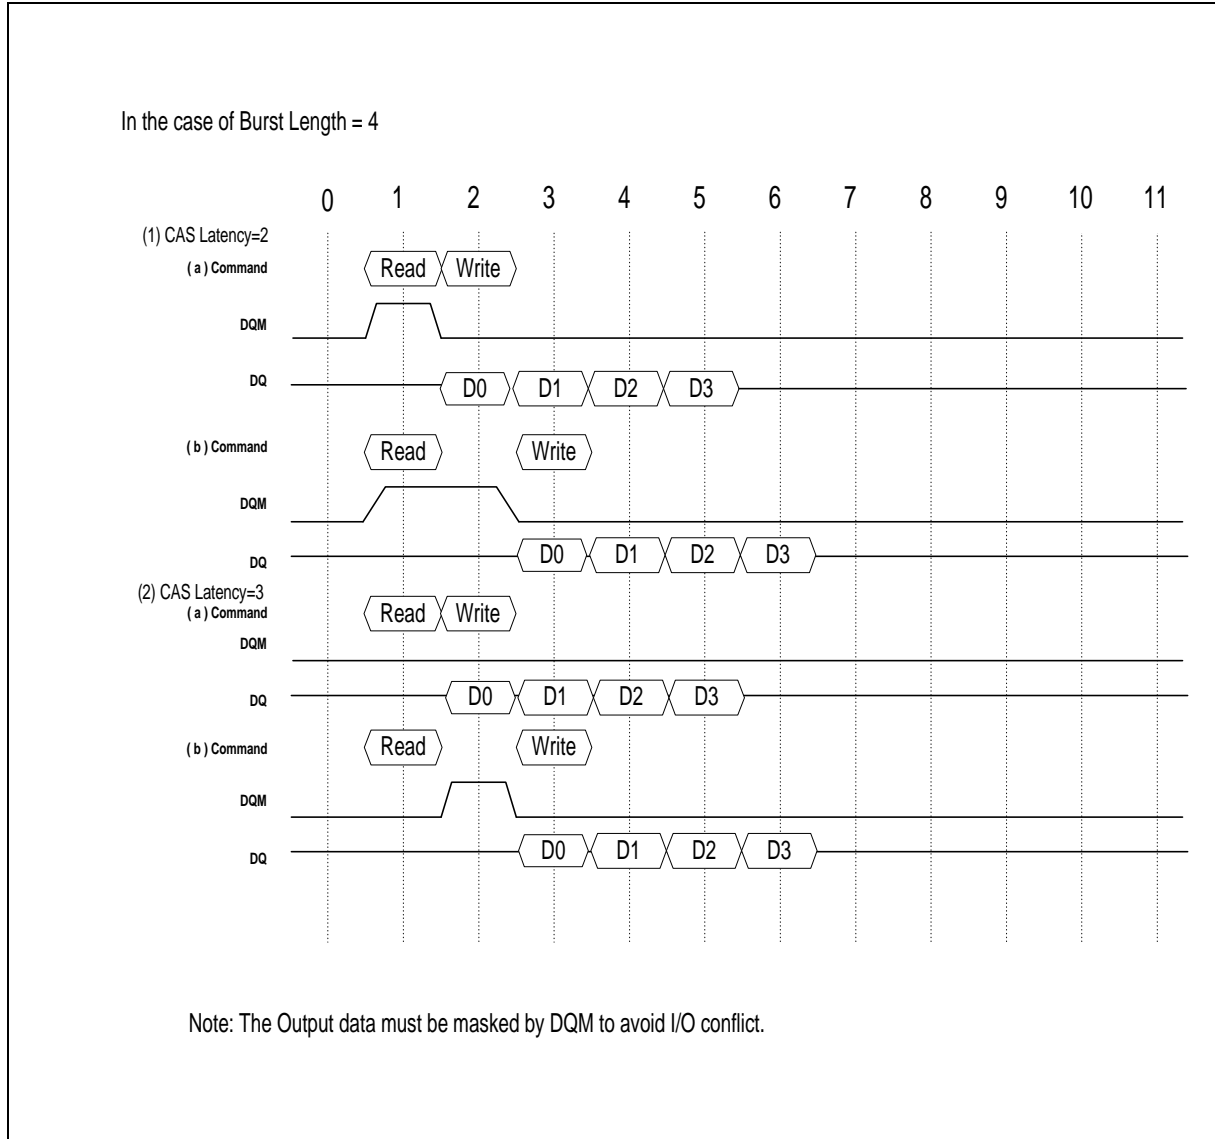 In the case of Burst Length = 4
0 1 2 3 4 5 6 7 8 9 10 11
(1) CAS Latency=2
( a ) Command Read Write
DQM
DQ D0 D1 D2 D3
( b ) Command Read Write
DQM
DQ D0 D1 D2 D3
(2) CAS Latency=3
( a ) Command Read Write
DQM
DQ D0 D1 D2 D3
( b ) Command Read Write
DQM
DQ D0 D1 D2 D3
Note: The Output data must be masked by DQM to avoid I/O conflict.